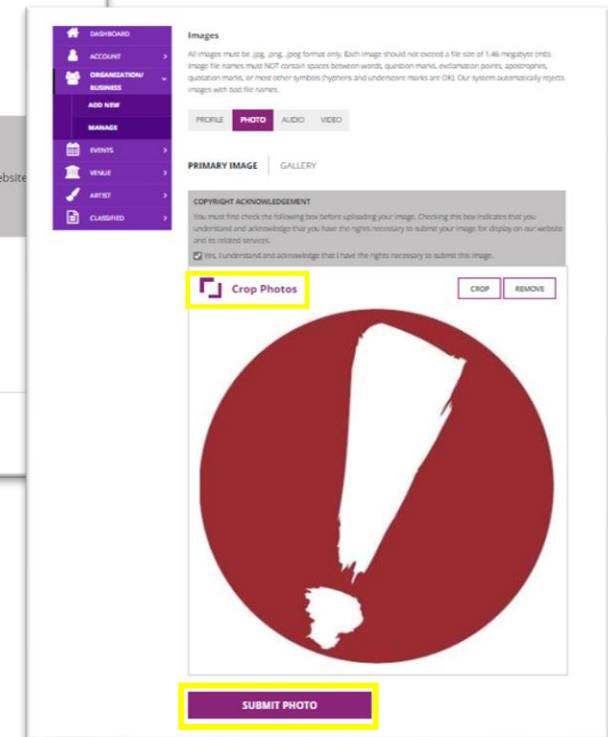 ebsite
DASHBOARD
ACCOUNT
ORGANIZATION/
BUSINESS
ADD NEW
MANAGE
EVENTS
VENUE
ARTIST
CLASSIFIED
Images
All images must be .jpg, .png, .jpeg format only. Each image should not exceed a file size of 1.46 megabyte (mb).
Image file names must NOT contain spaces between words, question marks, exclamation points, apostrophes,
quotation marks, or most other symbols (hyphens and underscore marks are OK). Our system automatically rejects
images with bad file names.
PROFILE PHOTO AUDIO VIDEO
PRIMARY IMAGE GALLERY
COPYRIGHT ACKNOWLEDGEMENT
You must first check the following box before uploading your image. Checking this box indicates that you
understand and acknowledge that you have the rights necessary to submit your image for display on our website
and its related services.
Yes, I understand and acknowledge that I have the rights necessary to submit this image.
Crop Photos CROP REMOVE
SUBMIT PHOTO